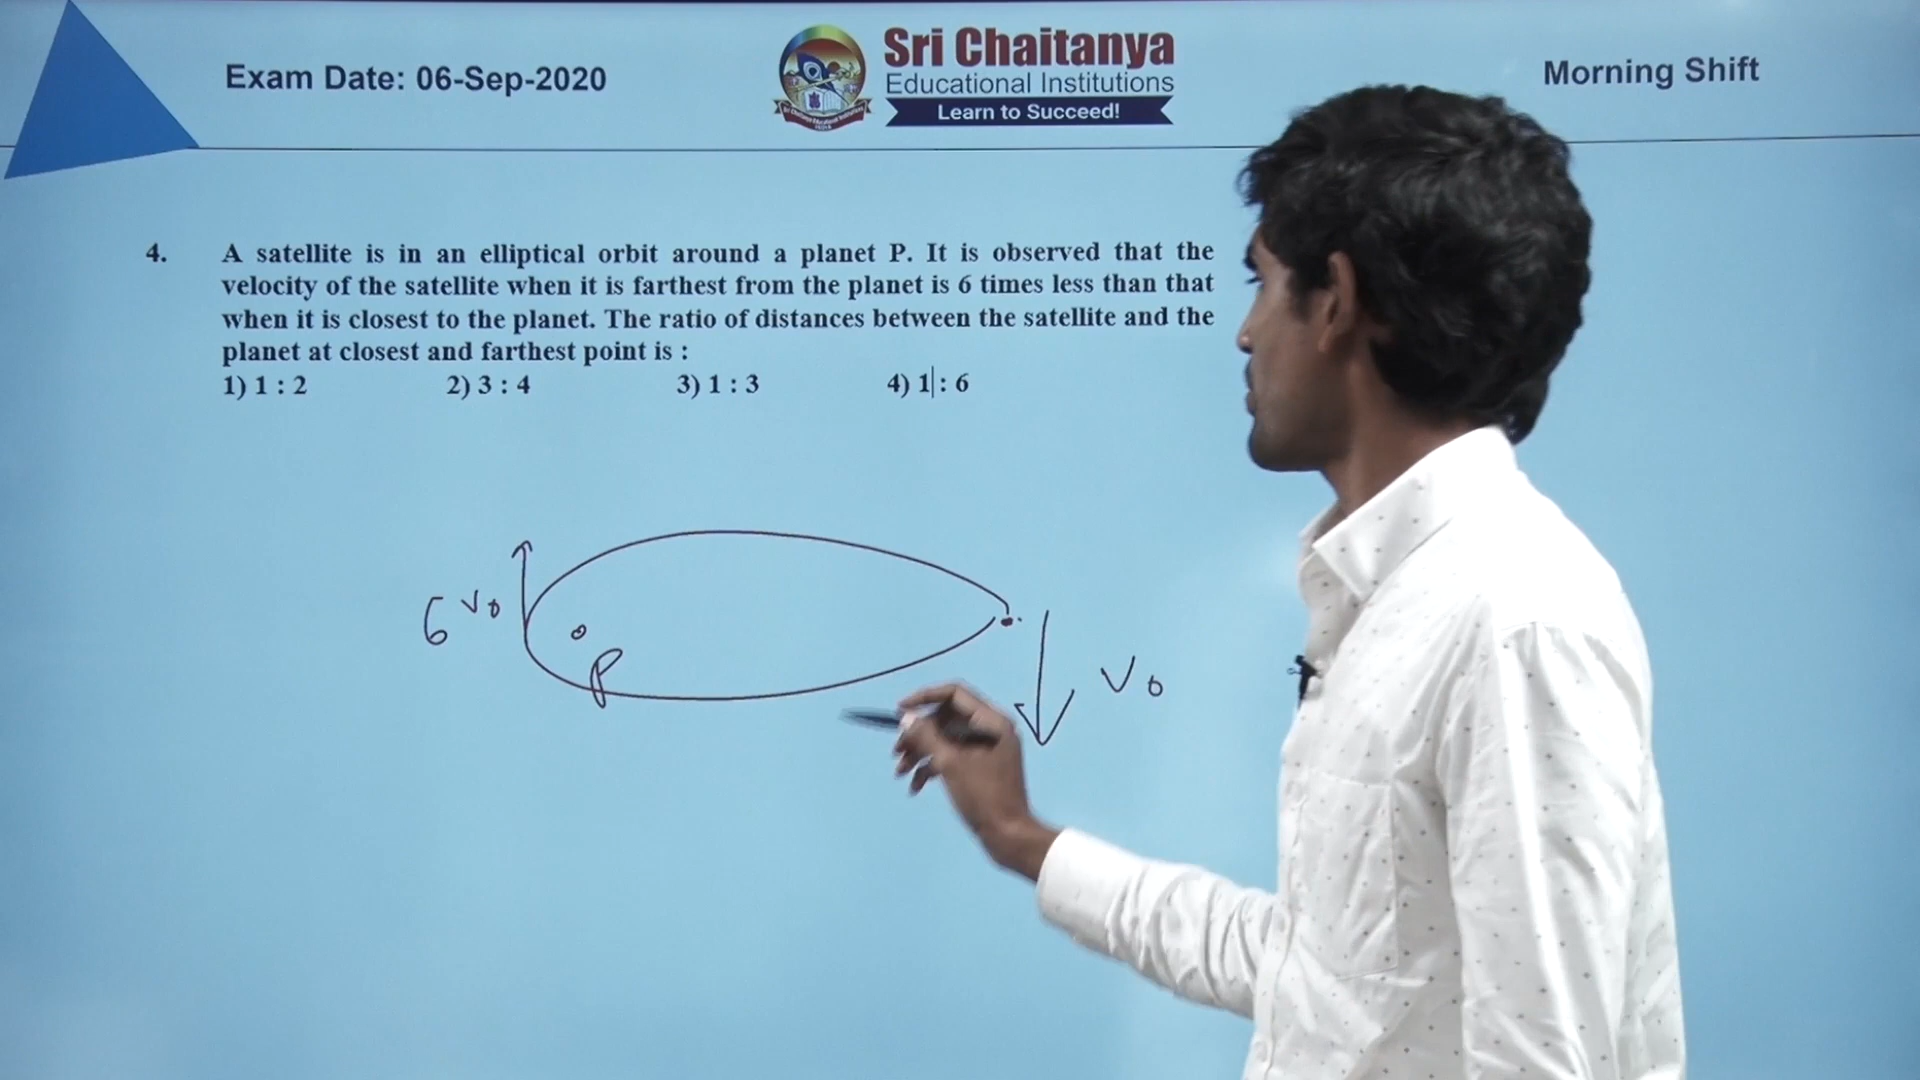 Exam Date: 06-Sep-2020
Sri Chaitanya
Educational Institutions
Learn to Succeed!
Morning Shift
4. A satellite is in an elliptical orbit around a planet P. It is observed that the
velocity of the satellite when it is farthest from the planet is 6 times less than that
when it is closest to the planet. The ratio of distances between the satellite and the
planet at closest and farthest point is :
1) 1 : 2 2) 3 : 4 3) 1 : 3 4) 1 : 6
6 v₀
P
V₀